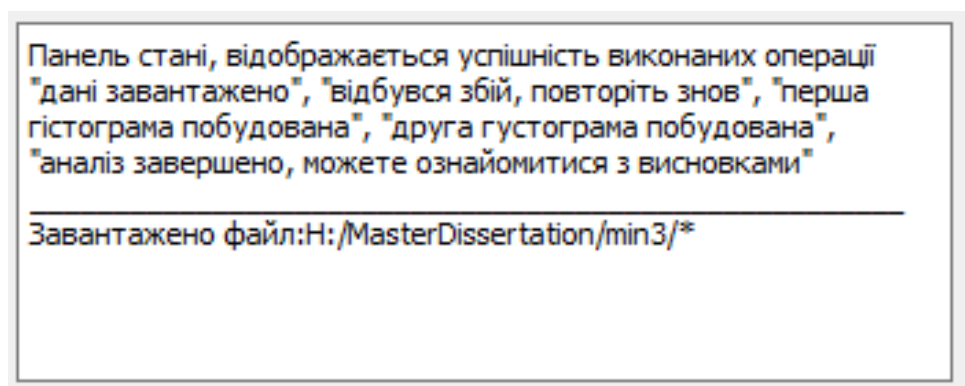 Панель стані, відображається успішність виконаних операції
"дані завантажено", "відбувся збій, повторіть знов", "перша
гістограма побудована", "друга густограма побудована",
"аналіз завершено, можете ознайомитися з висновками"
Завантажено файл:H:/MasterDissertation/min3/*